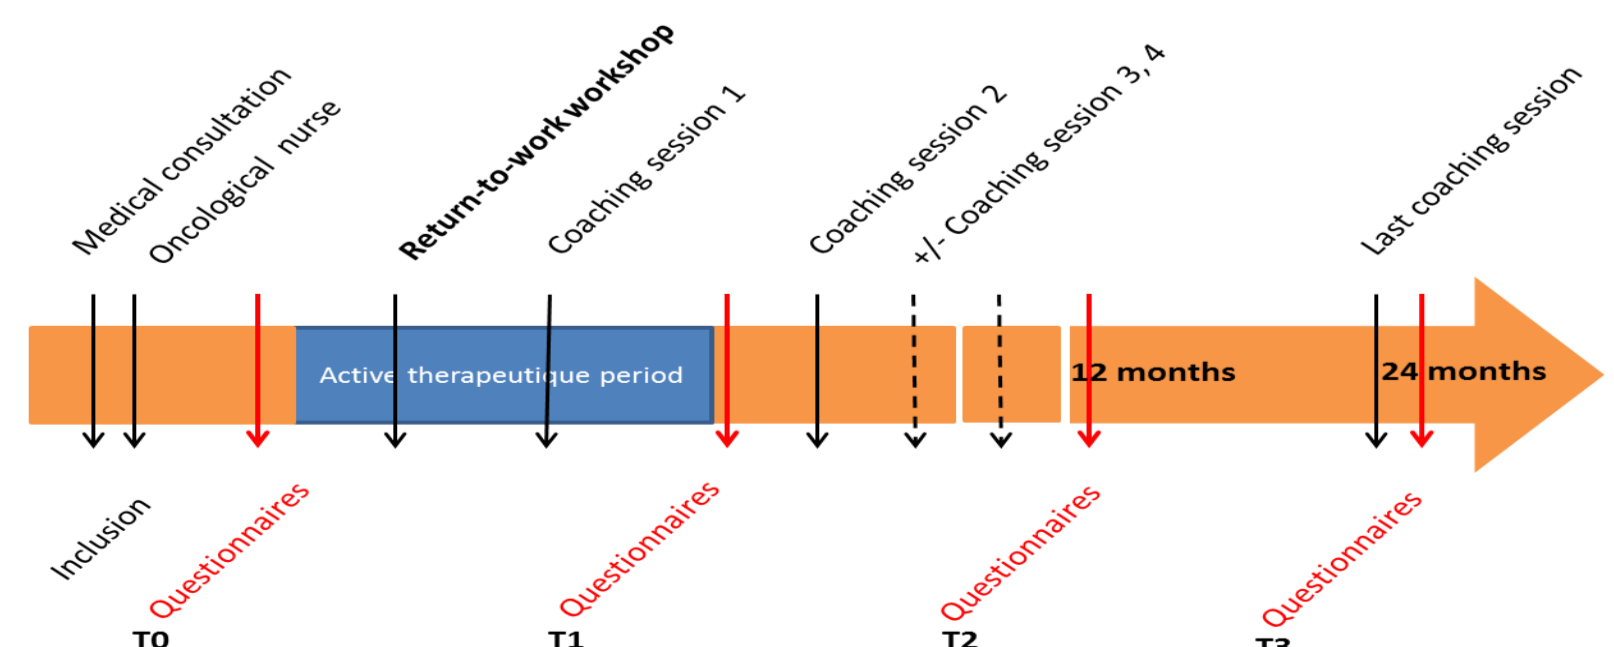 Medical consultation
Oncological nurse
Return-to-work workshop
Coaching session 1
Coaching session 2
+/- Coaching session 3, 4
Last coaching session
Active therapeutique period
12 months
24 months
Inclusion
Questionnaires
Questionnaires
Questionnaires
Questionnaires
T0
T1
T2
T3